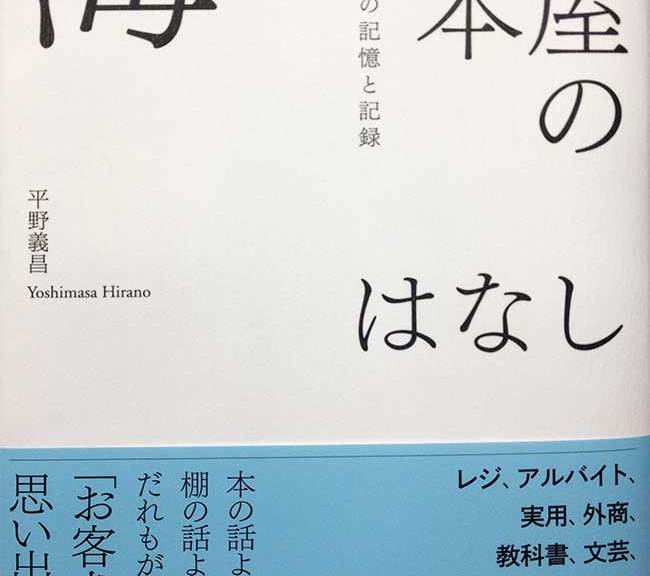 海
本屋の
はなし
の記憶と記録
平野義昌
Yoshimasa Hirano
レジ、アルバイト、
実用、外商、
教科書、文芸、
本の話よ
棚の話よ
だれもが
「お客
思い出